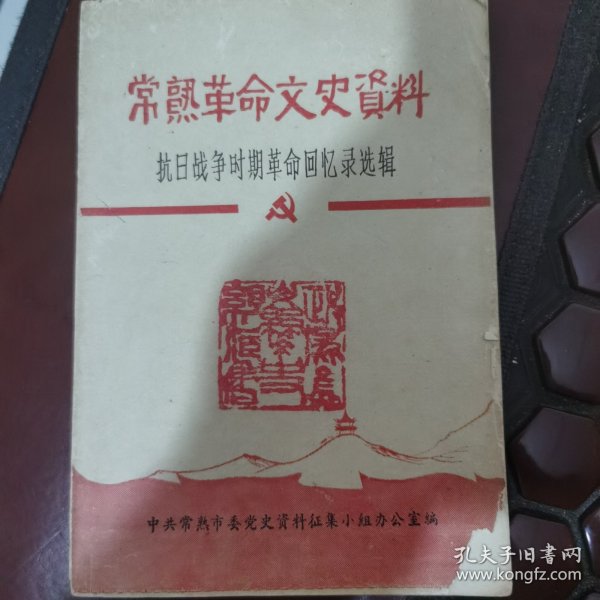 常熟革命文史資料
抗日战争时期革命回忆录选辑
中共常熟市委党史资料征集小组办公室编
孔夫子旧书网
www.kongfz.com